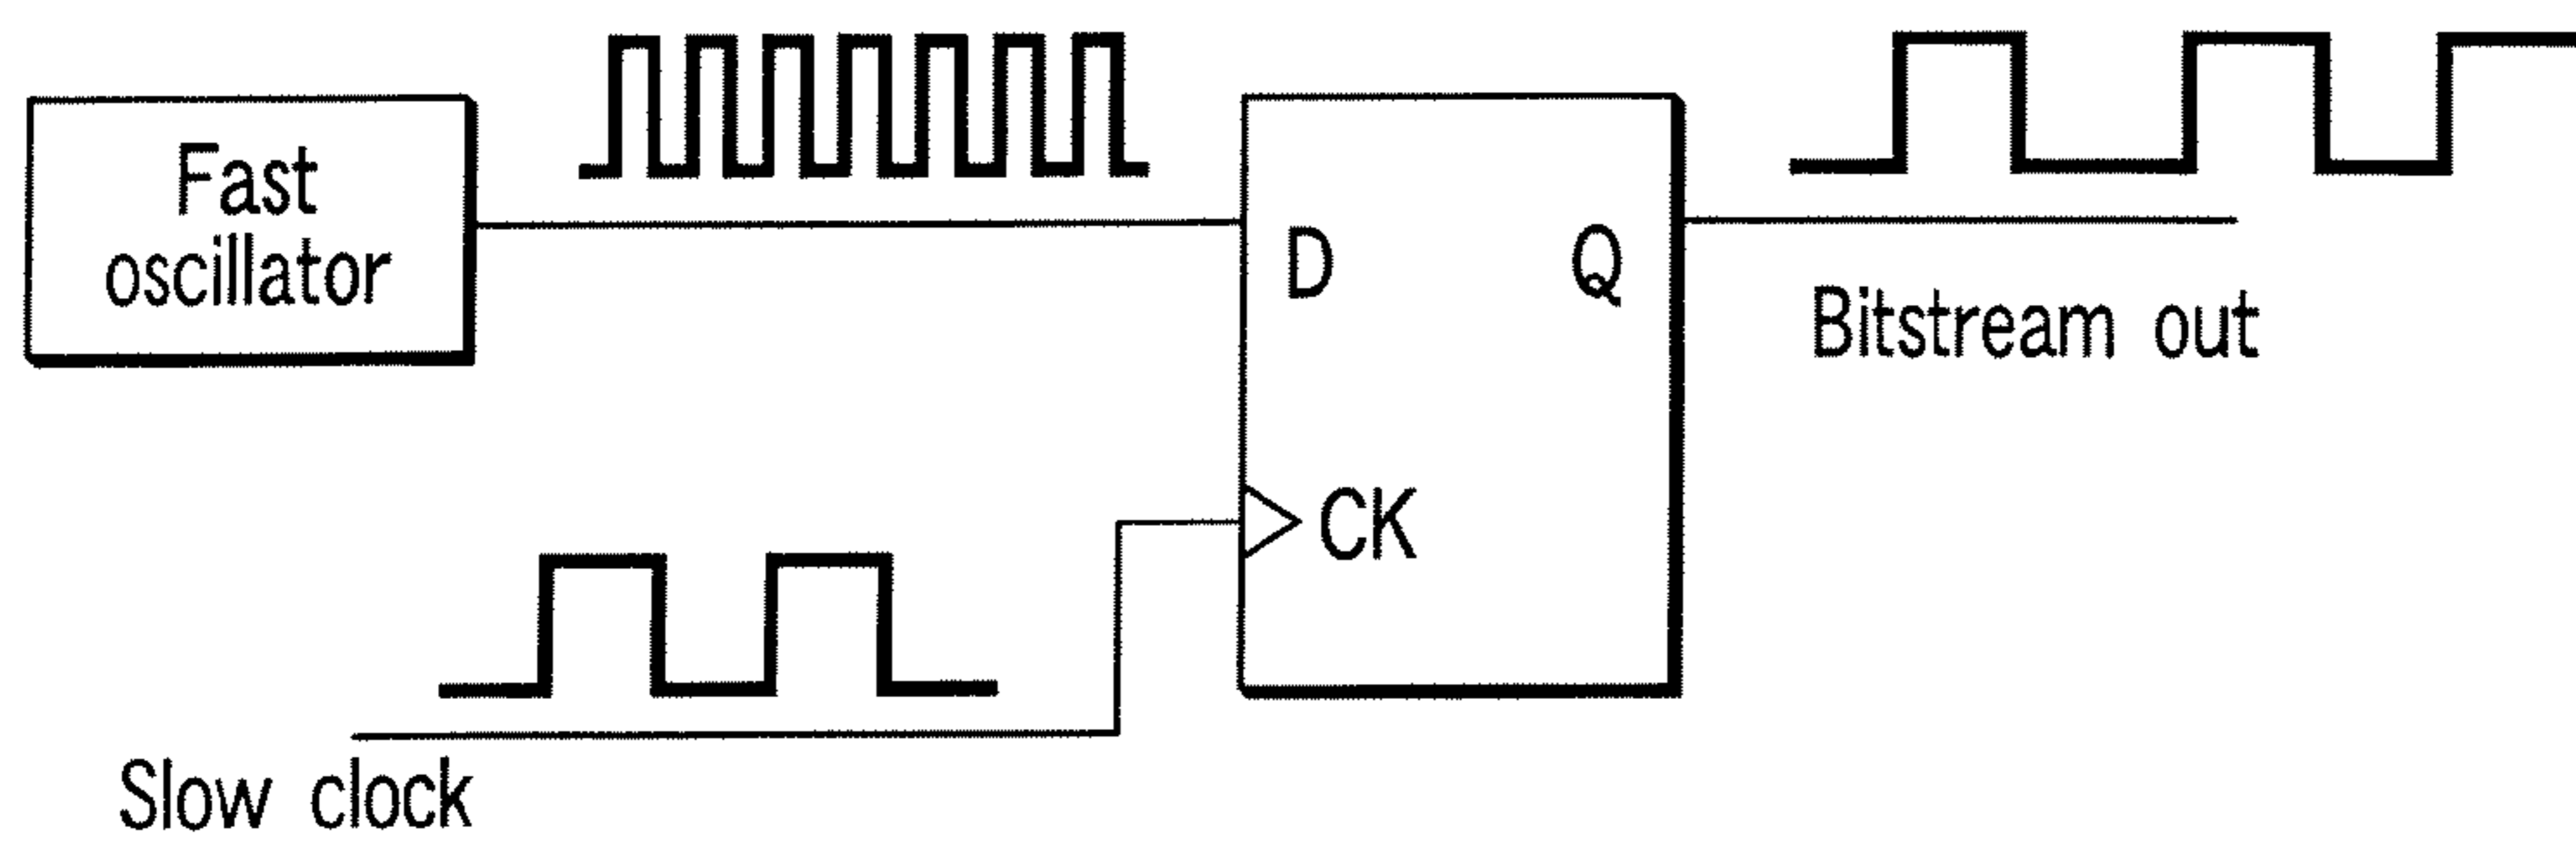 Fast
oscillator
D
Q
Bitstream out
CK
Slow clock